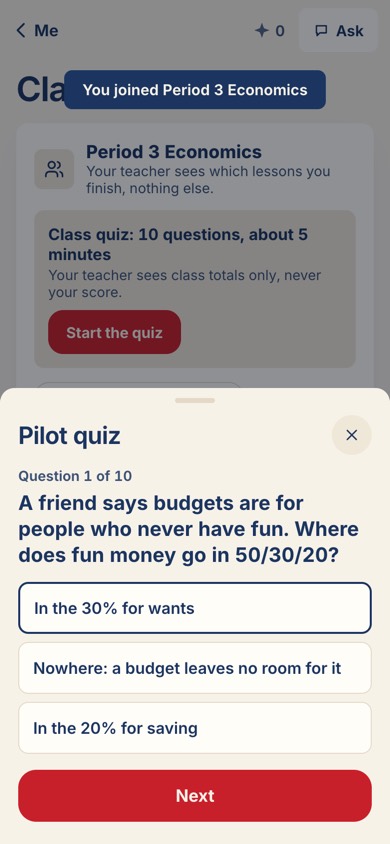 Me
0
Ask
Cla
You joined Period 3 Economics
Period 3 Economics
Your teacher sees which lessons you
finish, nothing else.
Class quiz: 10 questions, about 5
minutes
Your teacher sees class totals only, never
your score.
Start the quiz
Pilot quiz
Question 1 of 10
A friend says budgets are for
people who never have fun. Where
does fun money go in 50/30/20?
In the 30% for wants
Nowhere: a budget leaves no room for it
In the 20% for saving
Next